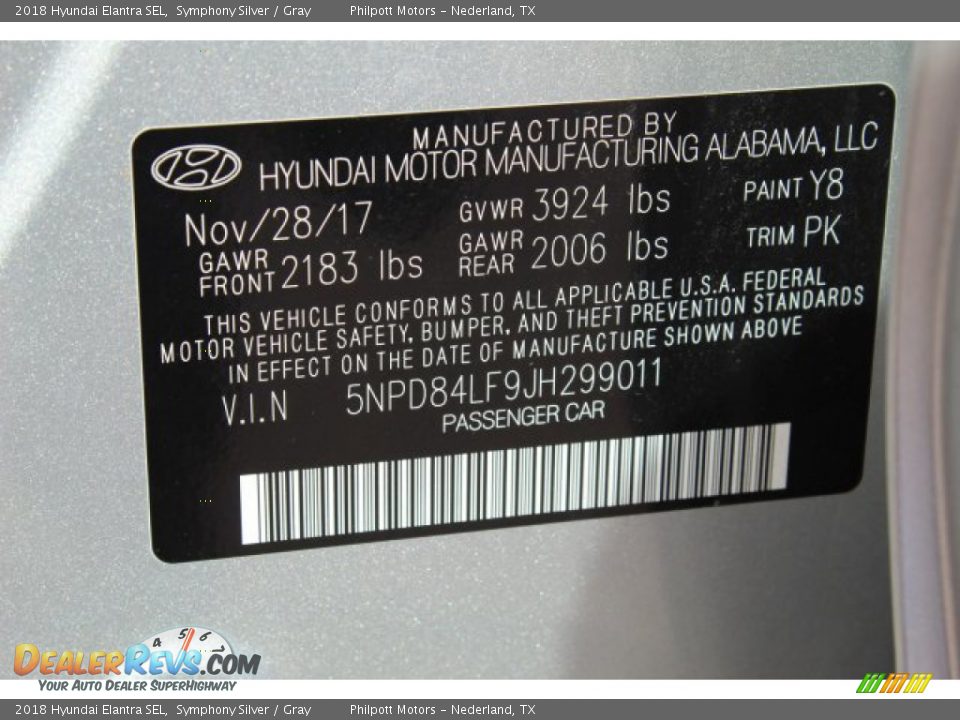 2018 Hyundai Elantra SEL, Symphony Silver / Gray Philpott Motors - Nederland, TX
MANUFACTURED BY
HYUNDAI MOTOR MANUFACTURING ALABAMA, LLC
Nov/28/17 GVWR 3924 lbs PAINT Y8
GAWR FRONT 2183 lbs GAWR REAR 2006 lbs TRIM PK
THIS VEHICLE CONFORMS TO ALL APPLICABLE U.S.A. FEDERAL
MOTOR VEHICLE SAFETY, BUMPER, AND THEFT PREVENTION STANDARDS
IN EFFECT ON THE DATE OF MANUFACTURE SHOWN ABOVE
V.I.N 5NPD84LF9JH299011
PASSENGER CAR
4 5 6 7
DEALERREVS.COM
YOUR AUTO DEALER SUPERHIGHWAY
2018 Hyundai Elantra SEL, Symphony Silver / Gray Philpott Motors - Nederland, TX